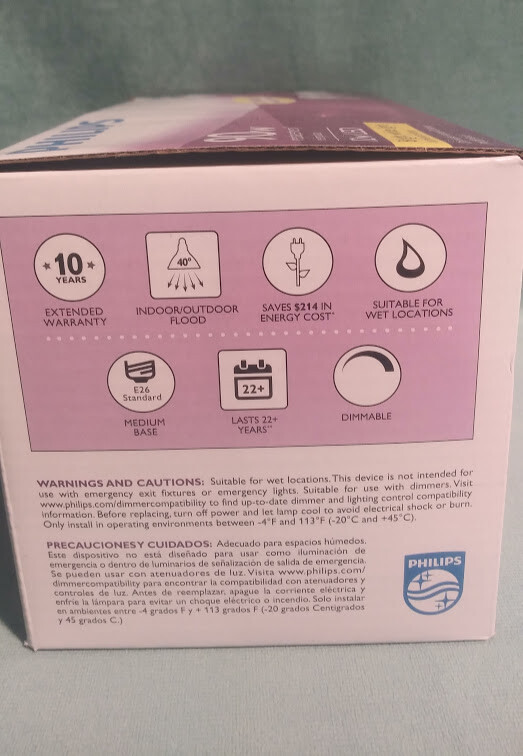 PHILIPS
90w
10
YEARS
EXTENDED
WARRANTY
40°
INDOOR/OUTDOOR
FLOOD
SAVES $214 IN
ENERGY COST*
SUITABLE FOR
WET LOCATIONS
E26
Standard
MEDIUM
BASE
22+
LASTS 22+
YEARS**
DIMMABLE
WARNINGS AND CAUTIONS: Suitable for wet locations. This device is not intended for
use with emergency exit fixtures or emergency lights. Suitable for use with dimmers. Visit
www.philips.com/dimmercompatibility to find up-to-date dimmer and lighting control compatibility
information. Before replacing, turn off power and let lamp cool to avoid electrical shock or burn.
Only install in operating environments between -4°F and 113°F (-20°C and +45°C).
PRECAUCIONES Y CUIDADOS: Adecuado para espacios húmedos.
Este dispositivo no está diseñado para usar como iluminación de
emergencia o dentro de luminarios de señalización de salida de emergencia.
Se pueden usar con atenuadores de luz. Visita www.philips.com/
dimmercompatibility para encontrar la compatibilidad con atenuadores y
controles de luz. Antes de reemplazar, apague la corriente eléctrica y
enfrie la lámpara para evitar un choque eléctrico o incendio. Solo instalar
en ambientes entre -4 grados F y + 113 grados F (-20 grados Centigrados
y 45 grados C.)
PHILIPS